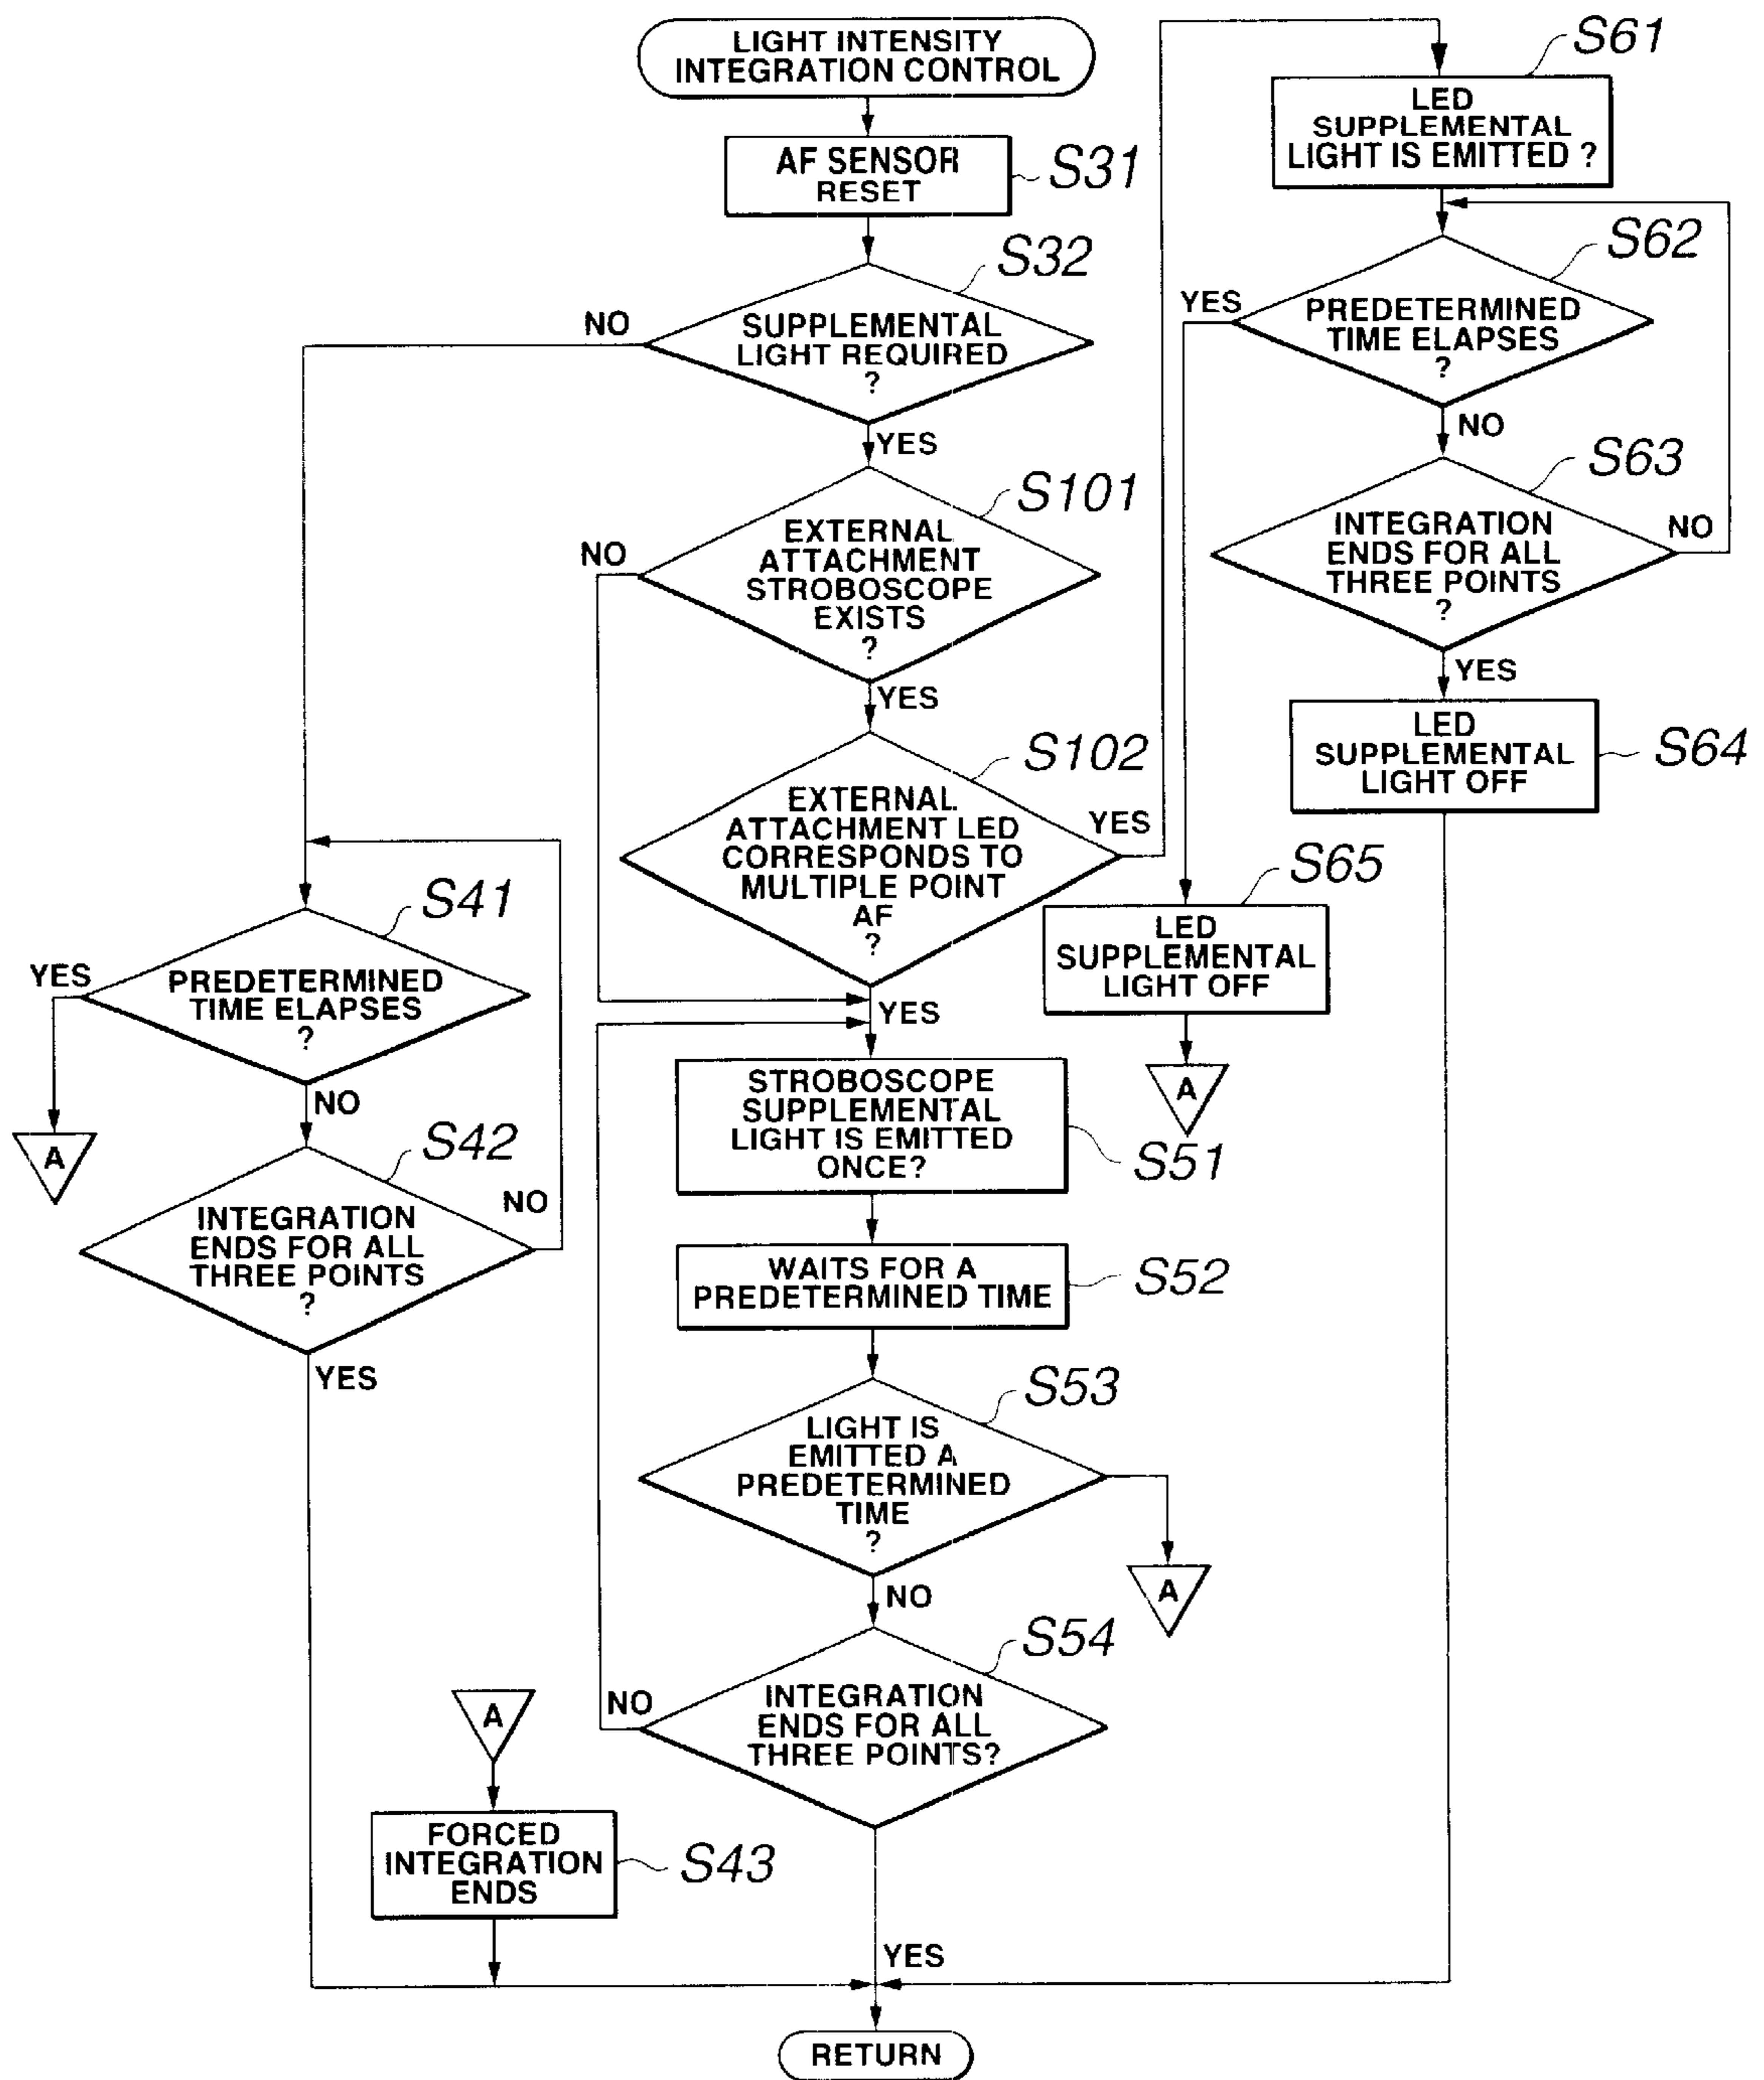 LIGHT INTENSITY
INTEGRATION CONTROL
AF SENSOR
RESET
S31
S32
SUPPLEMENTAL
LIGHT REQUIRED
?
NO
YES
S101
EXTERNAL
ATTACHMENT
STROBOSCOPE
EXISTS
?
NO
YES
S102
EXTERNAL
ATTACHMENT LED
CORRESPONDS TO
MULTIPLE POINT
AF
?
YES
YES
S61
LED
SUPPLEMENTAL
LIGHT IS EMITTED ?
S62
YES
PREDETERMINED
TIME ELAPSES
?
NO
S63
INTEGRATION
ENDS FOR ALL
THREE POINTS
?
NO
YES
LED
SUPPLEMENTAL
LIGHT OFF
S64
S65
LED
SUPPLEMENTAL
LIGHT OFF
A
S41
YES
PREDETERMINED
TIME ELAPSES
?
NO
A
S42
INTEGRATION
ENDS FOR ALL
THREE POINTS
?
NO
YES
STROBOSCOPE
SUPPLEMENTAL
LIGHT IS EMITTED
ONCE?
S51
WAITS FOR A
PREDETERMINED TIME
S52
S53
LIGHT IS
EMITTED A
PREDETERMINED
TIME
?
A
NO
S54
INTEGRATION
ENDS FOR ALL
THREE POINTS?
NO
YES
A
FORCED
INTEGRATION
ENDS
S43
RETURN